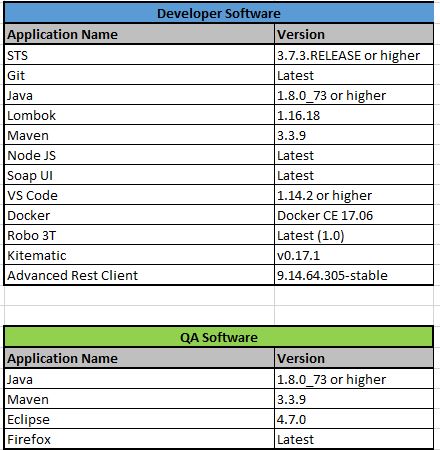 Developer Software
Application Name Version
STS 3.7.3.RELEASE or higher
Git Latest
Java 1.8.0_73 or higher
Lombok 1.16.18
Maven 3.3.9
Node JS Latest
Soap UI Latest
VS Code 1.14.2 or higher
Docker Docker CE 17.06
Robo 3T Latest (1.0)
Kitematic v0.17.1
Advanced Rest Client 9.14.64.305-stable
QA Software
Application Name Version
Java 1.8.0_73 or higher
Maven 3.3.9
Eclipse 4.7.0
Firefox Latest